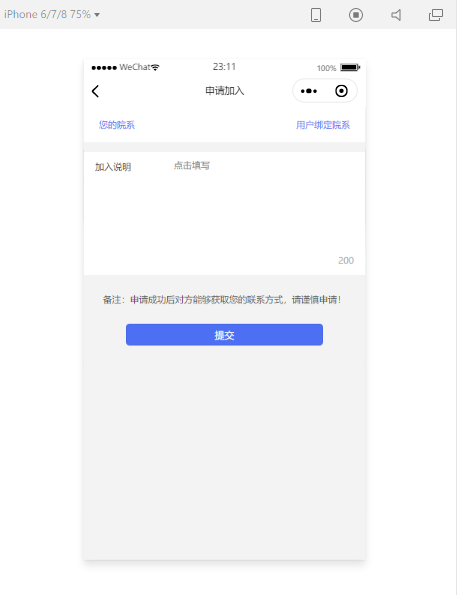 iPhone 6/7/8 75%
WeChat 23:11 100%
申请加入
您的院系 用户绑定院系
加入说明 点击填写
200
备注：申请成功后对方能够获取您的联系方式，请谨慎申请！
提交